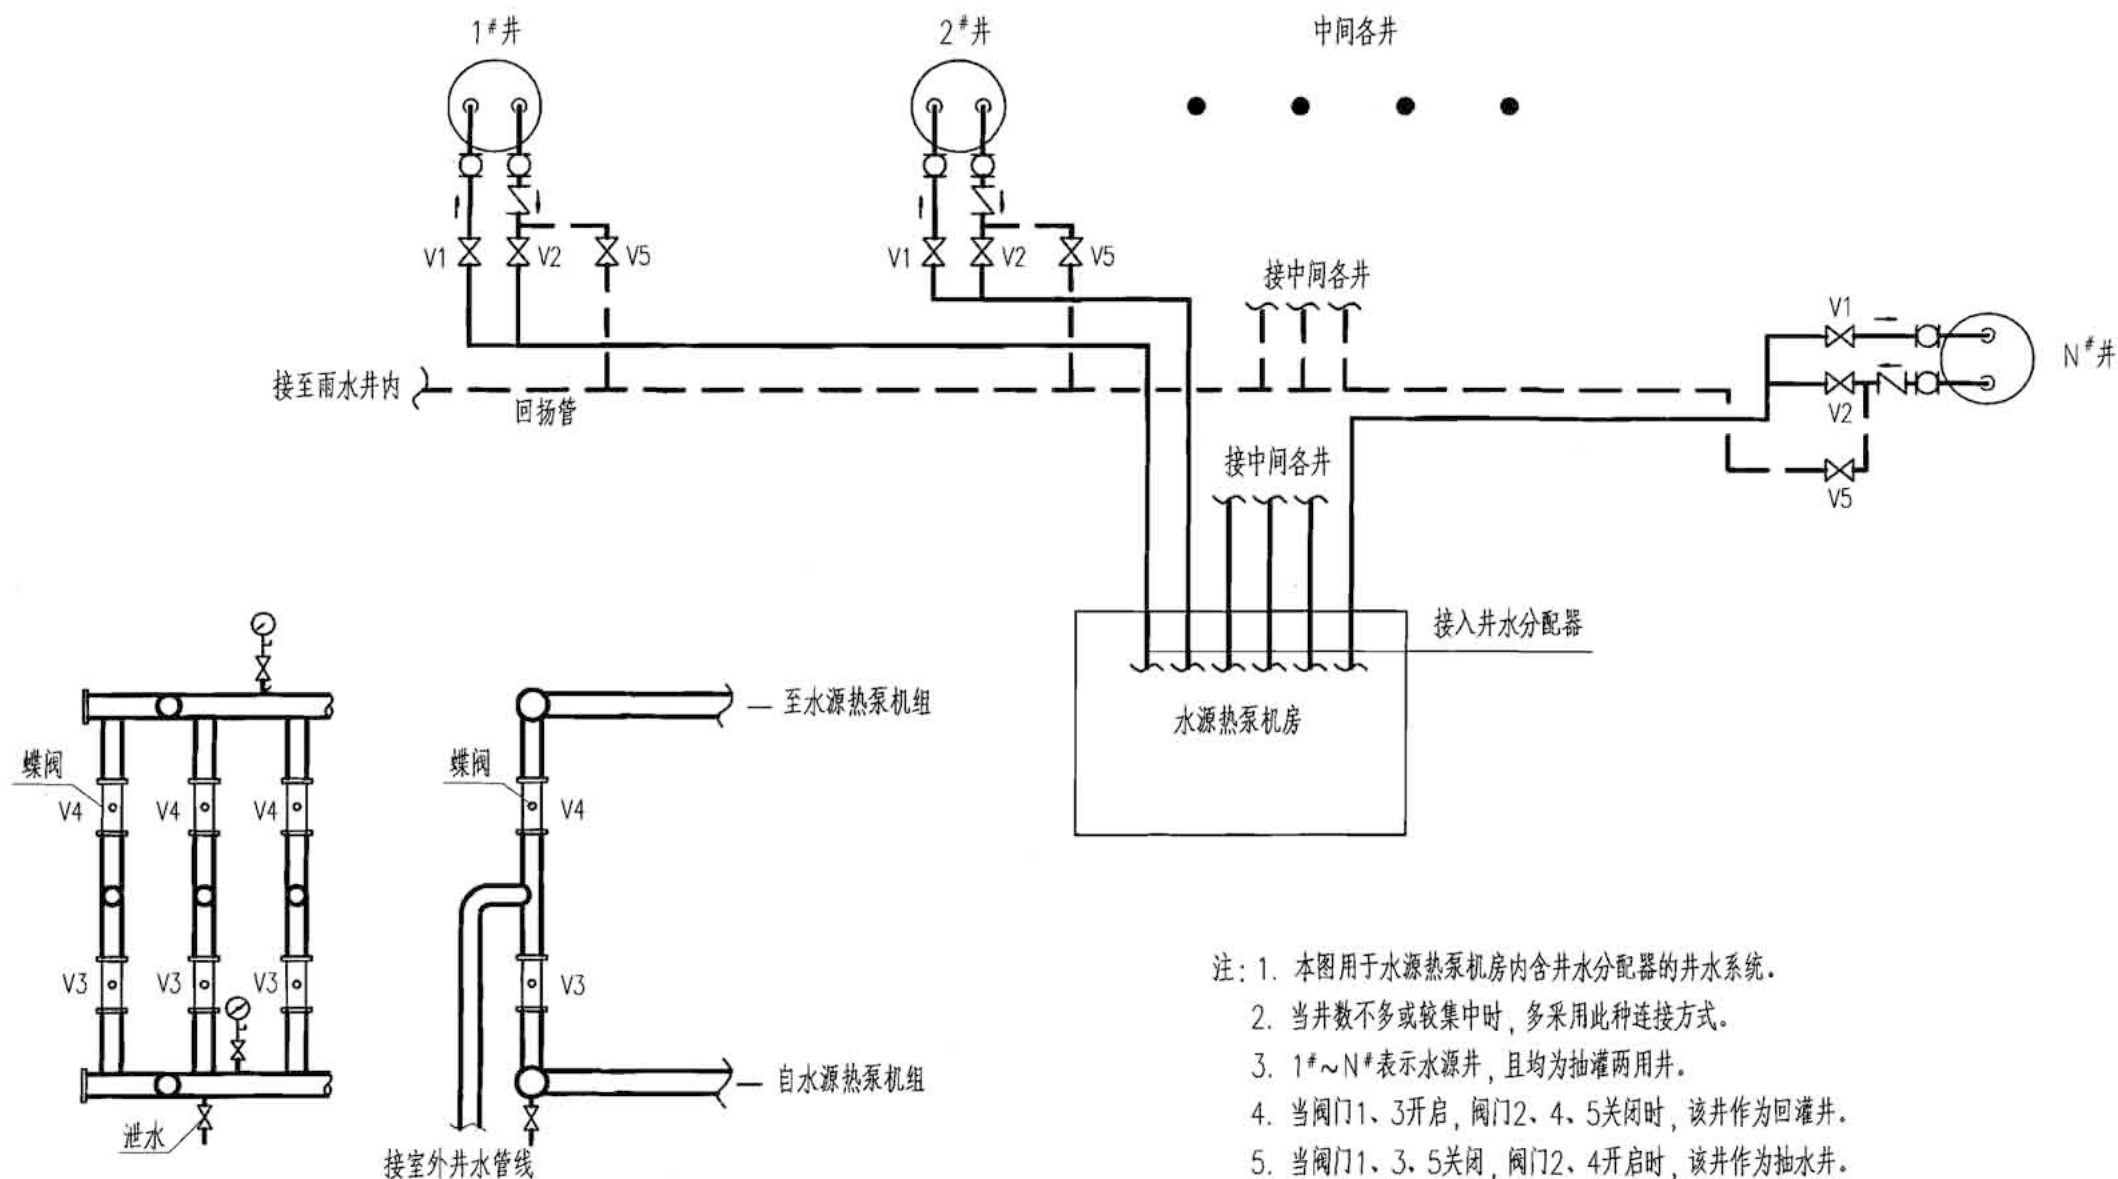 1#井 2#井 中间各井
V1 V2 V5 V1 V2 V5
接中间各井
V1
N#井
接至雨水井内
回扬管
V2
接中间各井
V5
接入井水分配器
水源热泵机房
至水源热泵机组
蝶阀 蝶阀
V4 V4 V4 V4
V3 V3 V3 V3
自水源热泵机组
泄水
接室外井水管线
注: 1. 本图用于水源热泵机房内含井水分配器的井水系统。
2. 当井数不多或较集中时, 多采用此种连接方式。
3. 1#~N#表示水源井, 且均为抽灌两用井。
4. 当阀门1、3开启, 阀门2、4、5关闭时, 该井作为回灌井。
5. 当阀门1、3、5关闭, 阀门2、4开启时, 该井作为抽水井。